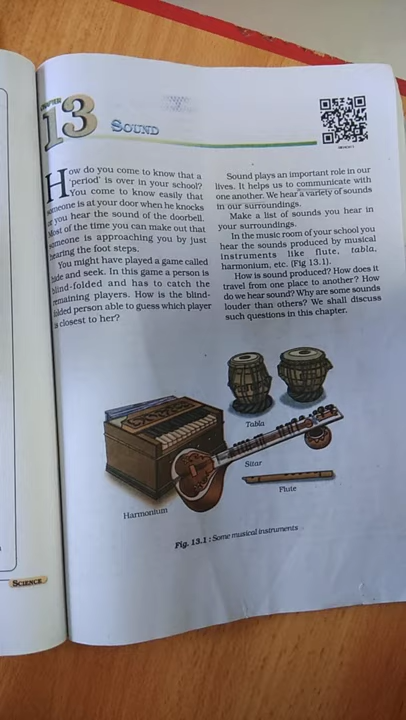 CHAPTER
13
SOUND
How do you come to know that a
'period' is over in your school?
You come to know easily that
someone is at your door when he knocks
or you hear the sound of the doorbell.
Most of the time you can make out that
someone is approaching you by just
hearing the foot steps.
You might have played a game called
hide and seek. In this game a person is
blind-folded and has to catch the
remaining players. How is the blind-
folded person able to guess which player
is closest to her?
Sound plays an important role in our
lives. It helps us to communicate with
one another. We hear a variety of sounds
in our surroundings.
Make a list of sounds you hear in
your surroundings.
In the music room of your school you
hear the sounds produced by musical
instruments like flute, tabla,
harmonium, etc. (Fig 13.1).
How is sound produced? How does it
travel from one place to another? How
do we hear sound? Why are some sounds
louder than others? We shall discuss
such questions in this chapter.
Tabla
Sitar
Flute
Harmonium
Fig. 13.1 : Some musical instruments
SCIENCE